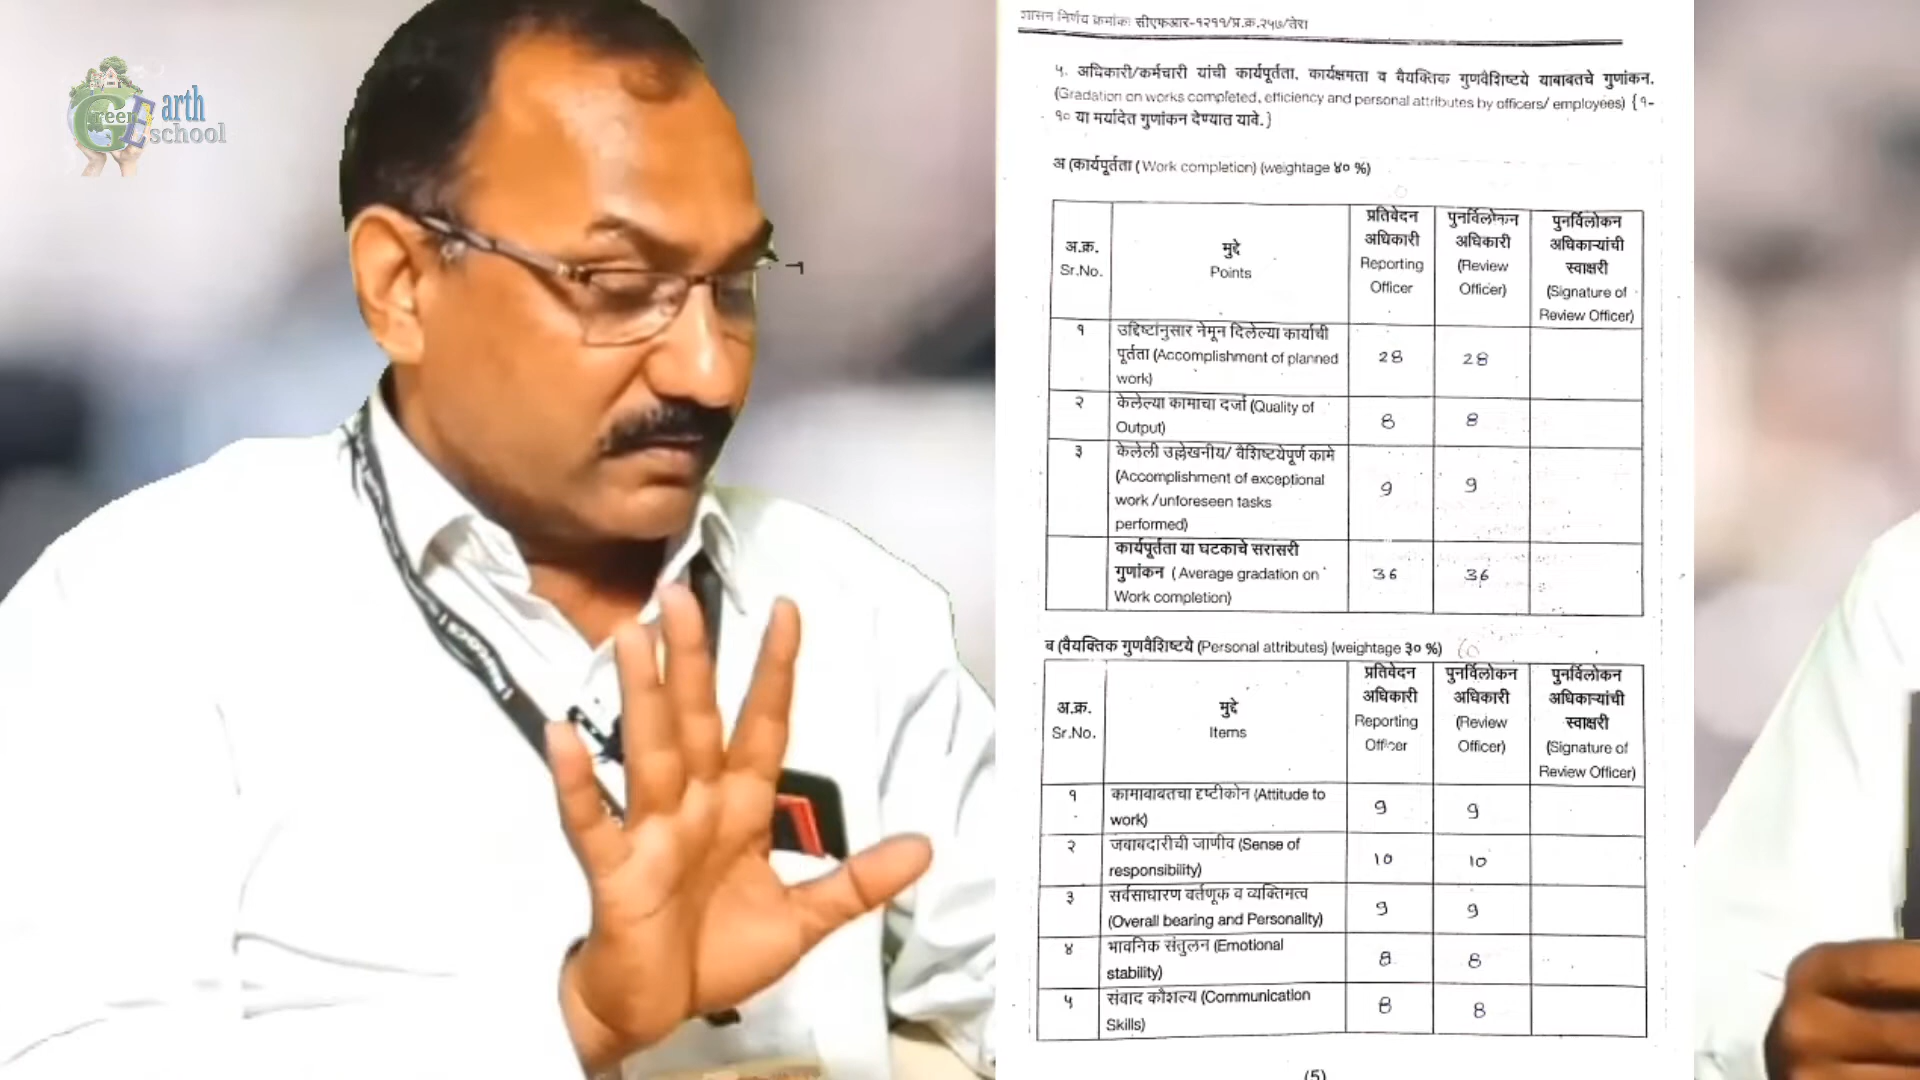 Green Earth
school
शासन निर्णय क्रमांकः सीएफआर-१२११/प्र.क्र.२५७/तेरा
५. अधिकारी/कर्मचारी यांची कार्यपूर्तता, कार्यक्षमता व वैयक्तिक गुणवैशिष्टये याबाबतचे गुणांकन.
(Gradation on works completed, efficiency and personal attributes by officers/ employees) {१-
१० या मर्यादेत गुणांकन देण्यात यावे.}
अ (कार्यपूर्तता (Work completion) (weightage ४० %)
अ.क्र.
Sr.No.
मुद्दे
Points
प्रतिवेदन
अधिकारी
Reporting
Officer
पुनर्विलोकन
अधिकारी
(Review
Officer)
पुनर्विलोकन
अधिकाऱ्यांची
स्वाक्षरी
(Signature of
Review Officer)
१
उद्दिष्टांनुसार नेमून दिलेल्या कार्याची
पूर्तता (Accomplishment of planned
work)
28
28
२
केलेल्या कामाचा दर्जा (Quality of
Output)
8
8
३
केलेली उल्लेखनीय/ वैशिष्टयेपूर्ण कामे
(Accomplishment of exceptional
work /unforeseen tasks
performed)
9
9
कार्यपूर्तता या घटकाचे सरासरी
गुणांकन (Average gradation on
Work completion)
36
36
ब (वैयक्तिक गुणवैशिष्टये (Personal attributes) (weightage ३० %)
अ.क्र.
Sr.No.
मुद्दे
Items
प्रतिवेदन
अधिकारी
Reporting
Officer
पुनर्विलोकन
अधिकारी
(Review
Officer)
पुनर्विलोकन
अधिकाऱ्यांची
स्वाक्षरी
(Signature of
Review Officer)
१
कामाबाबतचा दृष्टीकोन (Attitude to
work)
9
9
२
जबाबदारीची जाणीव (Sense of
responsibility)
10
10
३
सर्वसाधारण वर्तणूक व व्यक्तिमत्व
(Overall bearing and Personality)
9
9
४
भावनिक संतुलन (Emotional
stability)
8
8
५
संवाद कौशल्य (Communication
Skills)
8
8
(5)